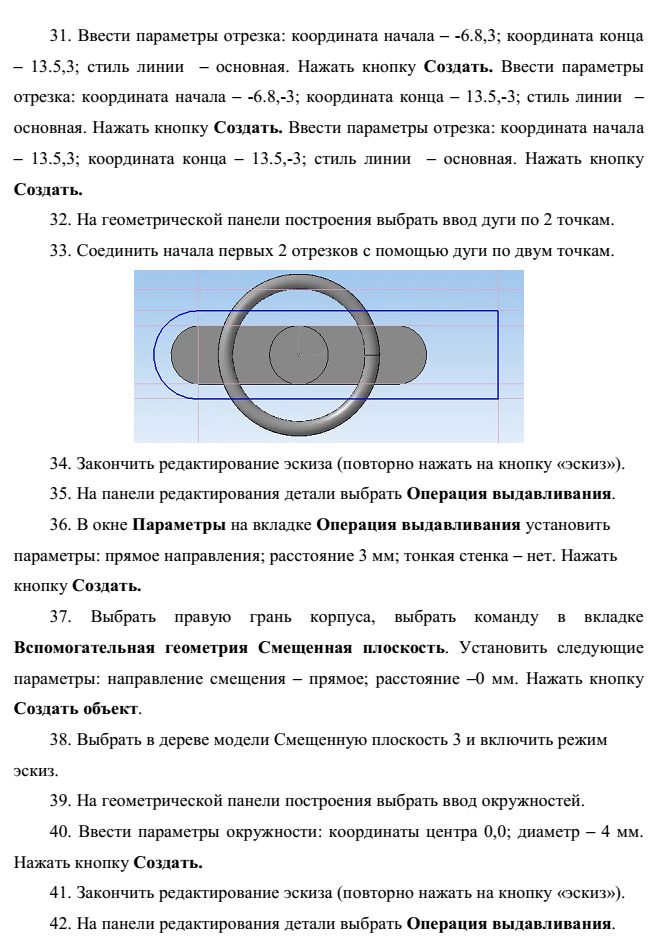 31. Ввести параметры отрезка: координата начала – -6.8,3; координата конца
– 13.5,3; стиль линии – основная. Нажать кнопку Создать. Ввести параметры
отрезка: координата начала – -6.8,-3; координата конца – 13.5,-3; стиль линии –
основная. Нажать кнопку Создать. Ввести параметры отрезка: координата начала
– 13.5,3; координата конца – 13.5,-3; стиль линии – основная. Нажать кнопку
Создать.
32. На геометрической панели построения выбрать ввод дуги по 2 точкам.
33. Соединить начала первых 2 отрезков с помощью дуги по двум точкам.
34. Закончить редактирование эскиза (повторно нажать на кнопку «эскиз»).
35. На панели редактирования детали выбрать Операция выдавливания.
36. В окне Параметры на вкладке Операция выдавливания установить
параметры: прямое направления; расстояние 3 мм; тонкая стенка – нет. Нажать
кнопку Создать.
37. Выбрать правую грань корпуса, выбрать команду в вкладке
Вспомогательная геометрия Смещенная плоскость. Установить следующие
параметры: направление смещения – прямое; расстояние –0 мм. Нажать кнопку
Создать объект.
38. Выбрать в дереве модели Смещенную плоскость 3 и включить режим
эскиз.
39. На геометрической панели построения выбрать ввод окружностей.
40. Ввести параметры окружности: координаты центра 0,0; диаметр – 4 мм.
Нажать кнопку Создать.
41. Закончить редактирование эскиза (повторно нажать на кнопку «эскиз»).
42. На панели редактирования детали выбрать Операция выдавливания.